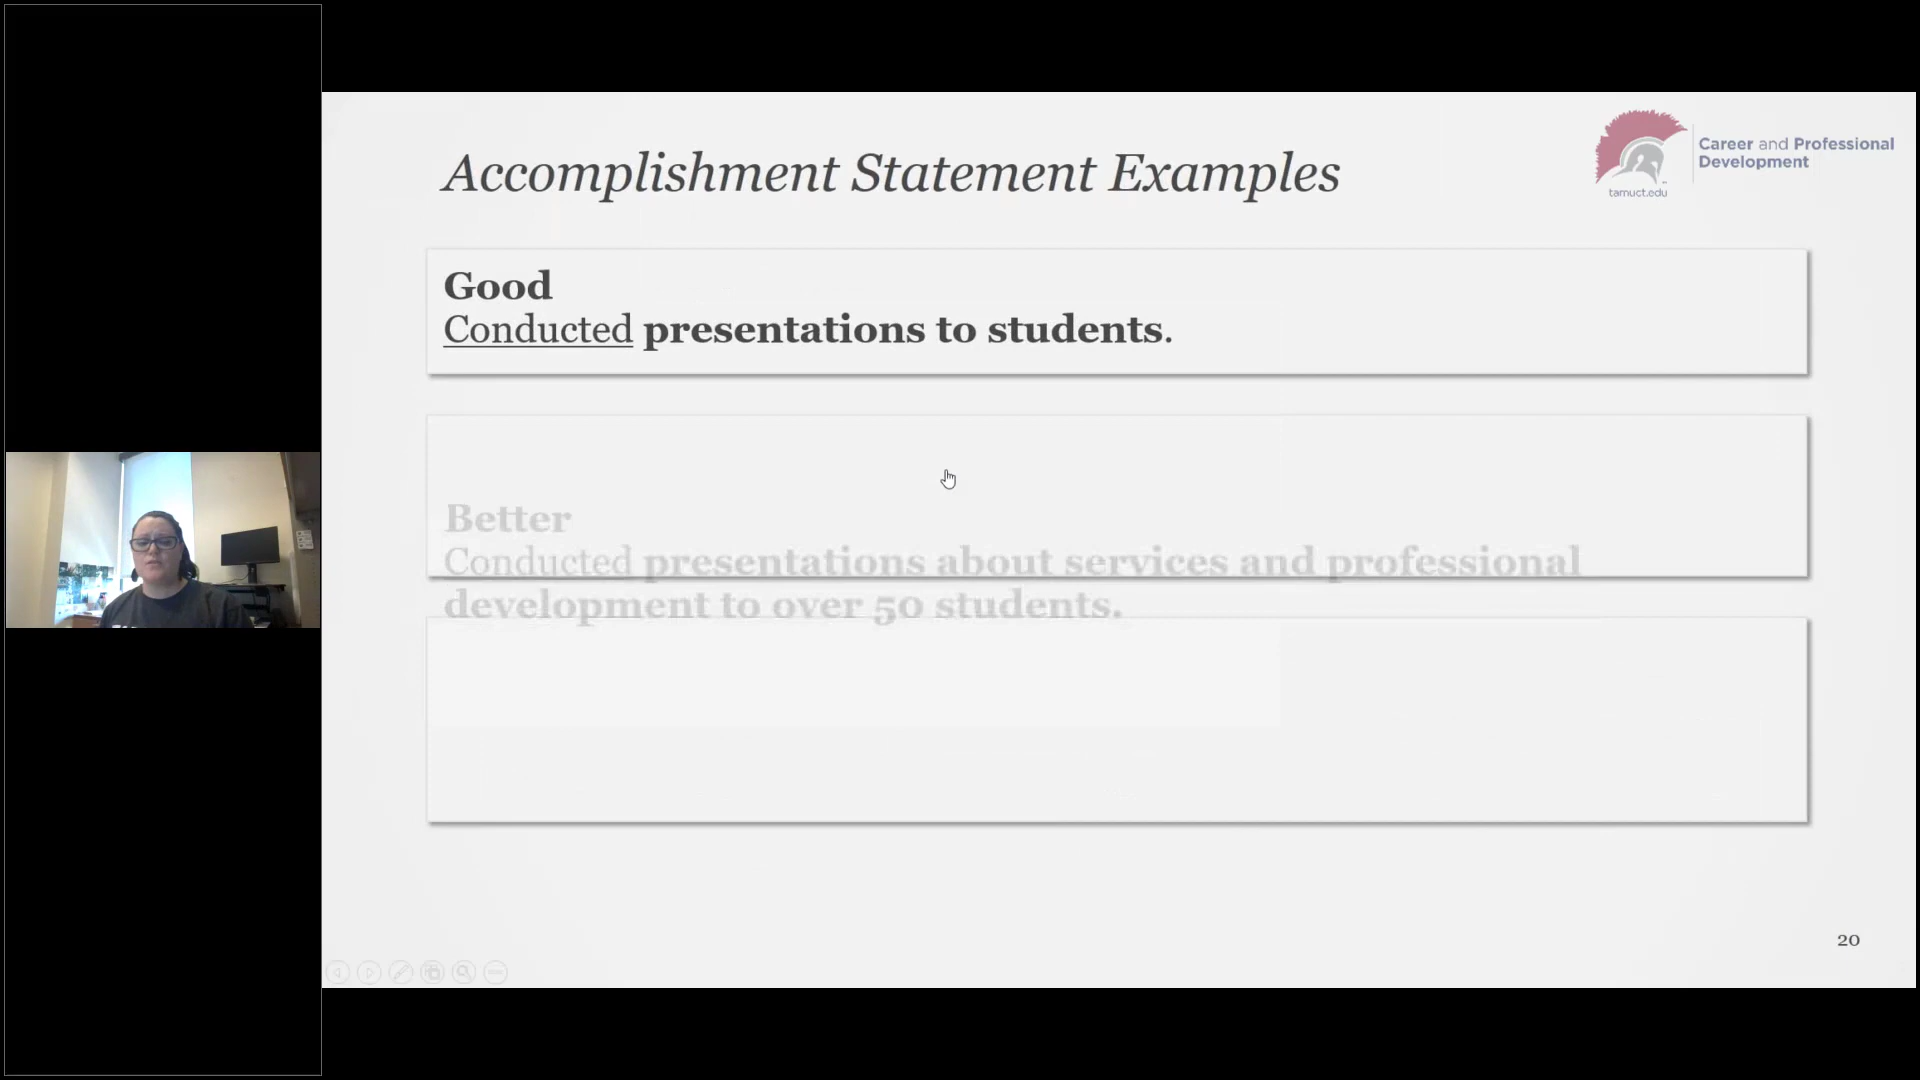 Accomplishment Statement Examples
Career and Professional
Development
tamuct.edu
Good
Conducted presentations to students.
Better
Conducted presentations about services and professional
development to over 50 students.
20